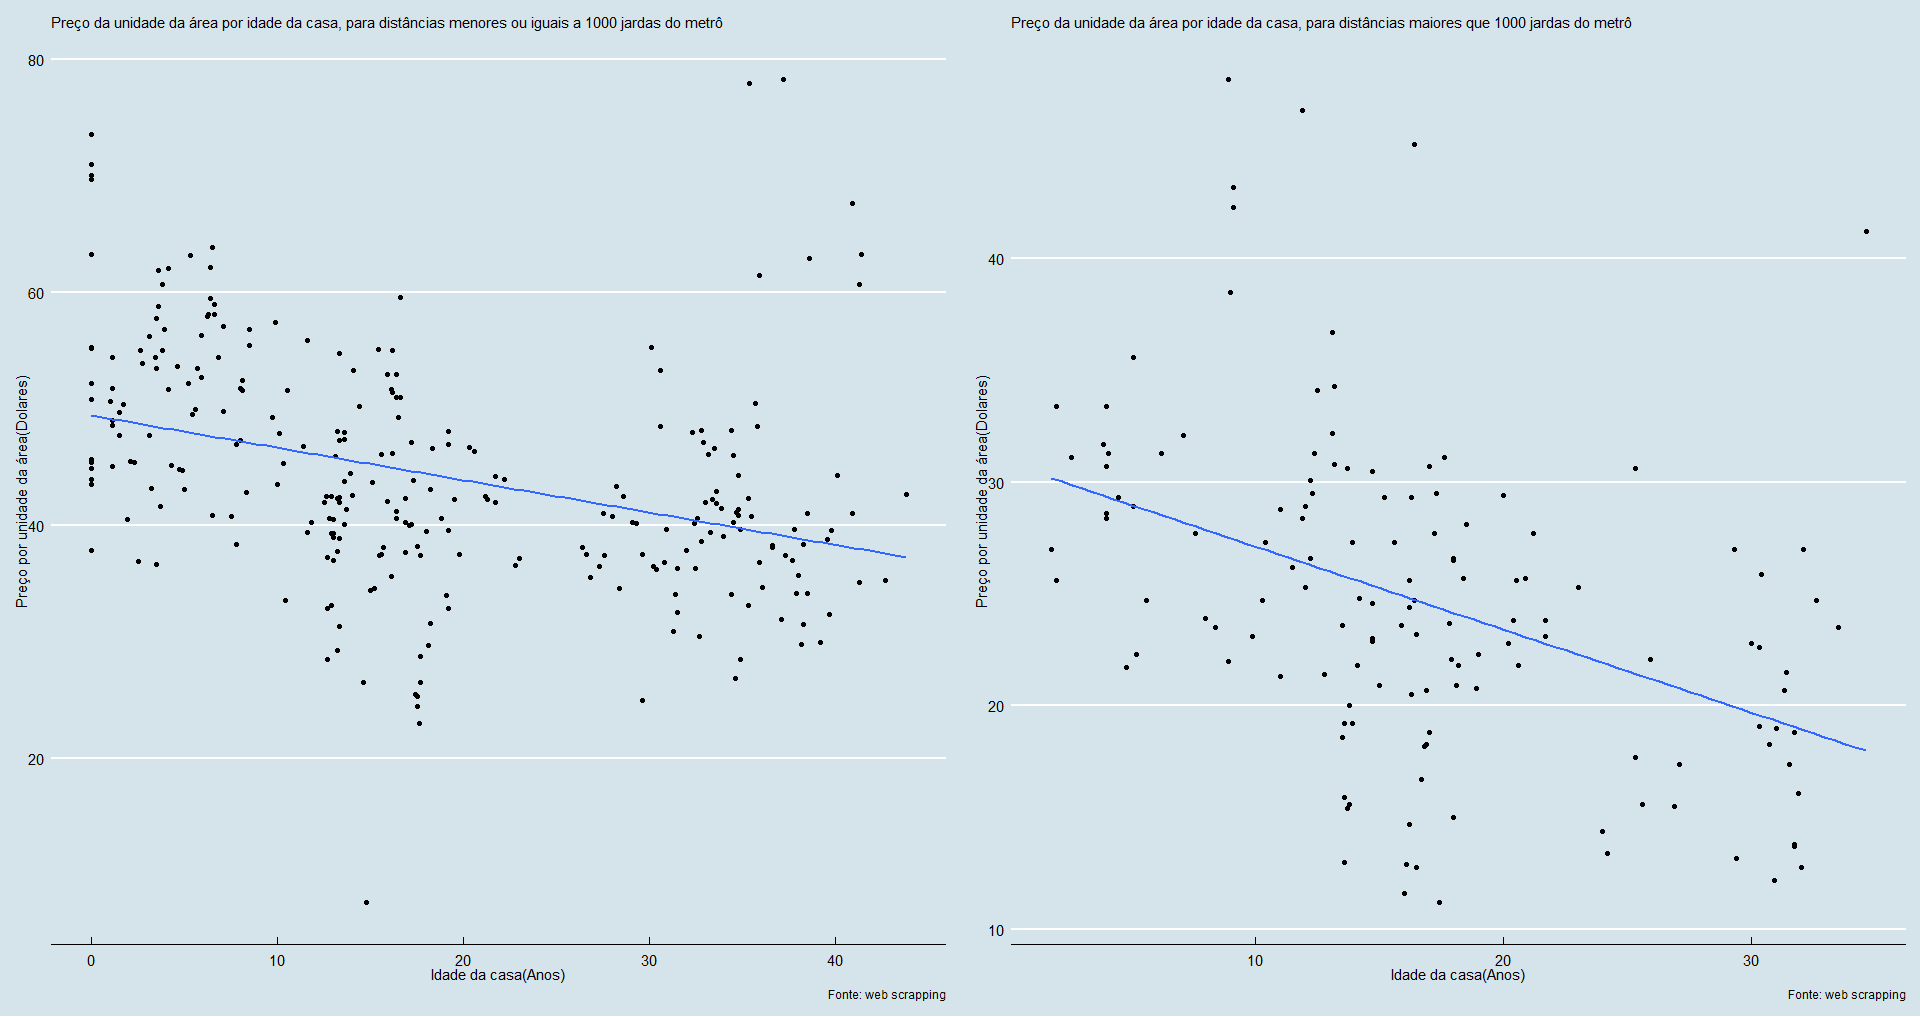 Preço da unidade da área por idade da casa, para distâncias menores ou iguais a 1000 jardas do metrô
80
60
40
20
Preço por unidade da área(Dolares)
0 10 20 30 40
Idade da casa(Anos)
Fonte: web scrapping
Preço da unidade da área por idade da casa, para distâncias maiores que 1000 jardas do metrô
40
30
20
10
Preço por unidade da área(Dolares)
10 20 30
Idade da casa(Anos)
Fonte: web scrapping